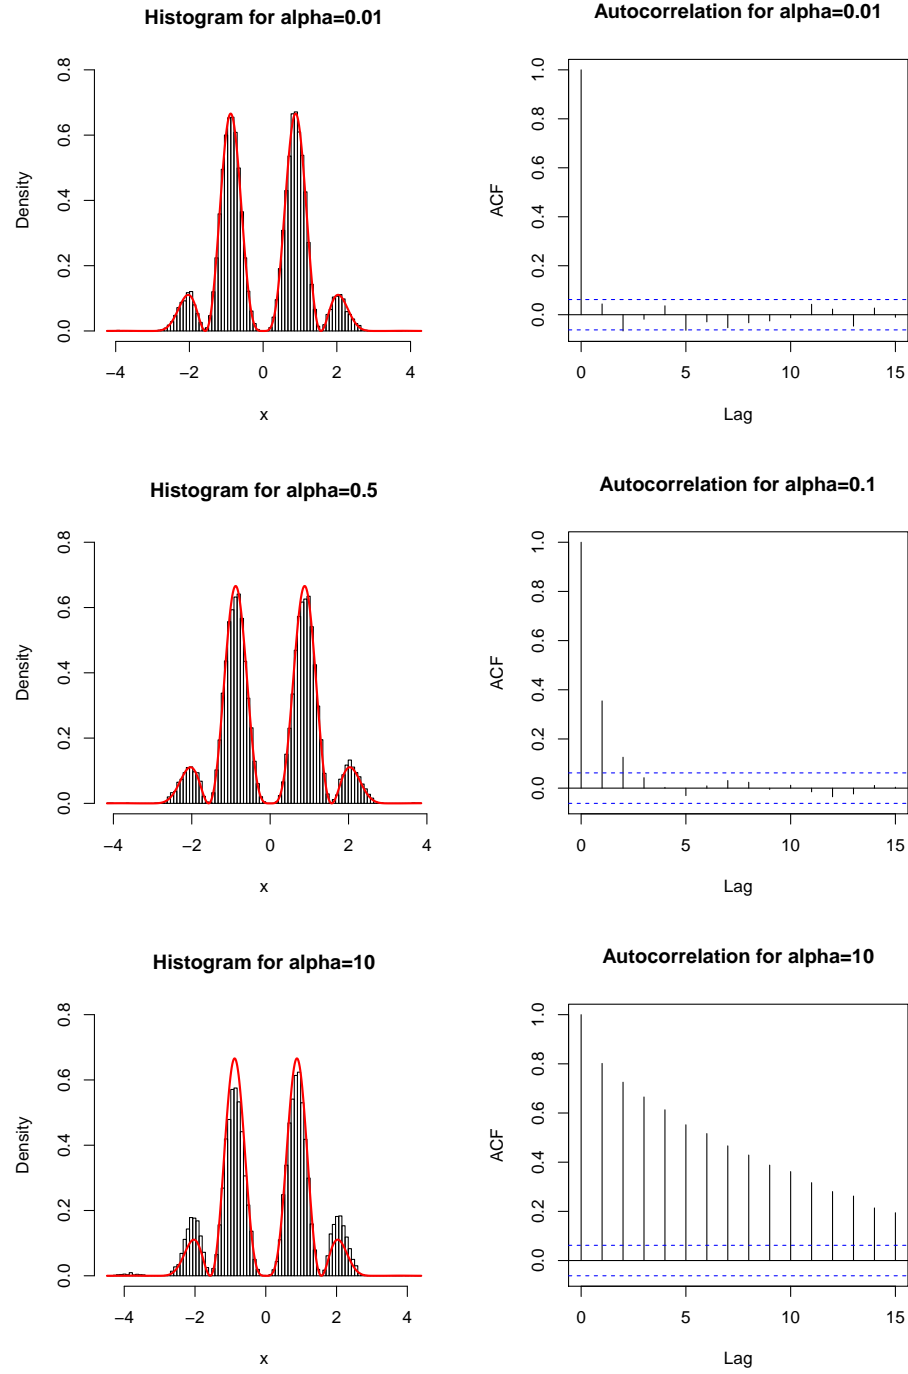 Histogram for alpha=0.01
Density
0.0 0.2 0.4 0.6 0.8
−4 −2 0 2 4
x
Autocorrelation for alpha=0.01
ACF
0.0 0.2 0.4 0.6 0.8 1.0
0 5 10 15
Lag
Histogram for alpha=0.5
Density
0.0 0.2 0.4 0.6 0.8
−4 −2 0 2 4
x
Autocorrelation for alpha=0.1
ACF
0.0 0.2 0.4 0.6 0.8 1.0
0 5 10 15
Lag
Histogram for alpha=10
Density
0.0 0.2 0.4 0.6 0.8
−4 −2 0 2 4
x
Autocorrelation for alpha=10
ACF
0.0 0.2 0.4 0.6 0.8 1.0
0 5 10 15
Lag